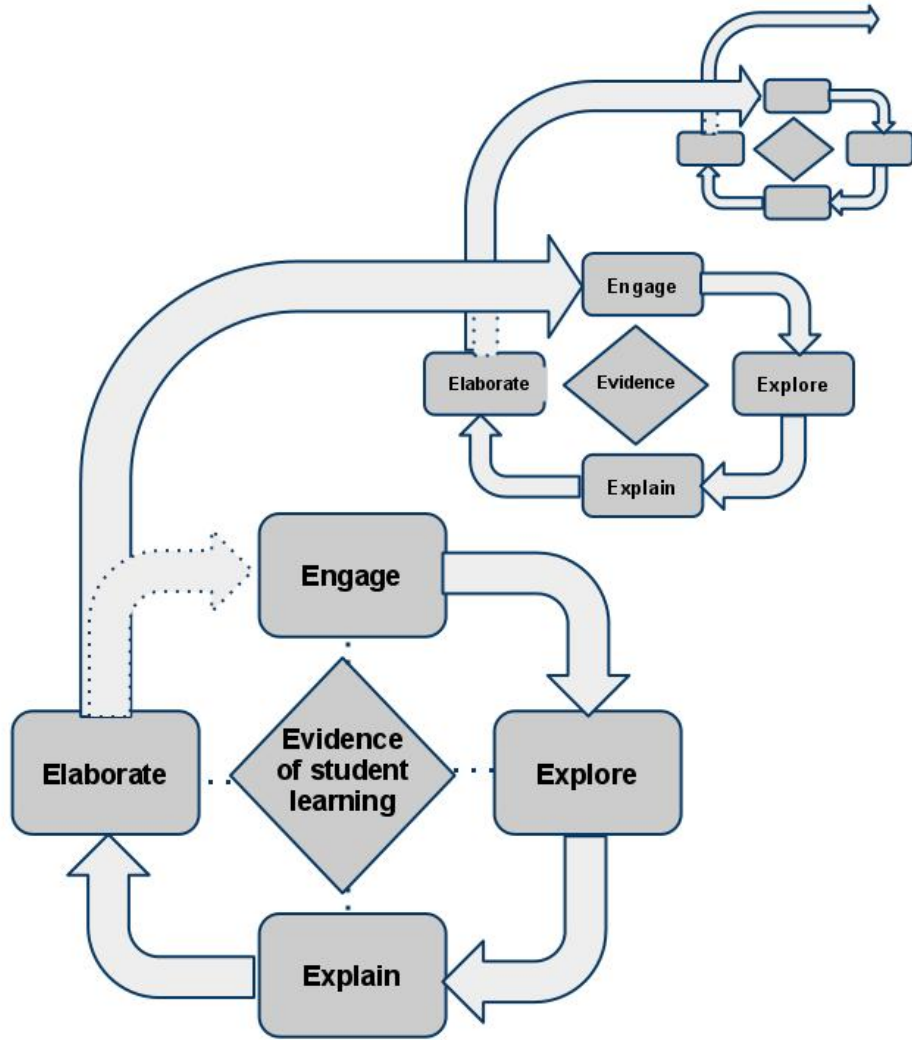 Engage
Elaborate
Evidence
Explore
Explain
Engage
Elaborate
Evidence
of student
learning
Explore
Explain